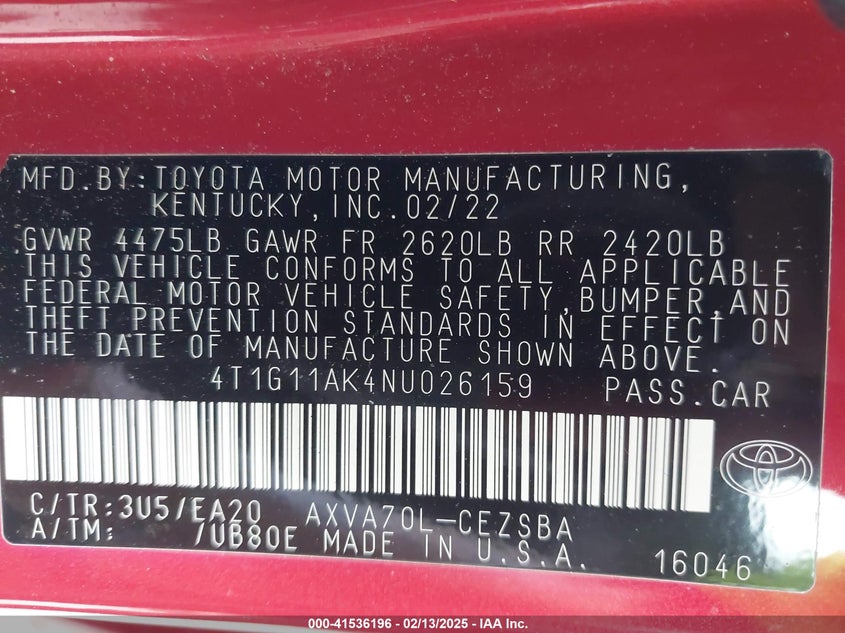 MFD.BY:TOYOTA MOTOR MANUFACTURING,
KENTUCKY,INC.02/22
GVWR 4475LB GAWR FR 2620LB RR 2420LB
THIS VEHICLE CONFORMS TO ALL APPLICABLE
FEDERAL MOTOR VEHICLE SAFETY,BUMPER,AND
THEFT PREVENTION STANDARDS IN EFFECT ON
THE DATE OF MANUFACTURE SHOWN ABOVE.
4T1G11AK4NU026159 PASS.CAR
C/TR:3U5/EA20 AXVA70L-CEZSBA
A/TM: /UB80E MADE IN U.S.A. 16046
000-41536196 - 02/13/2025 - IAA Inc.